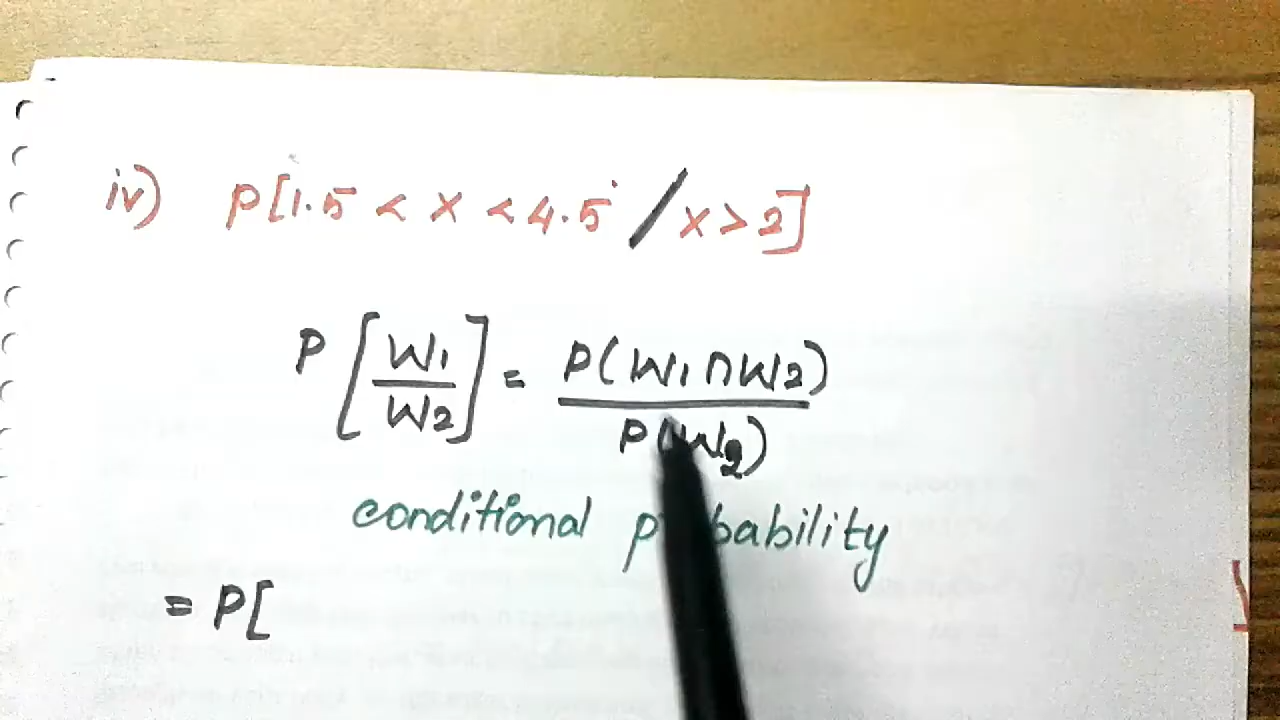 iv) P[1.5 < x < 4.5 / x > 2]
P [W1/W2] = P(W1 ∩ W2) / P(W2)
conditional probability
= P[